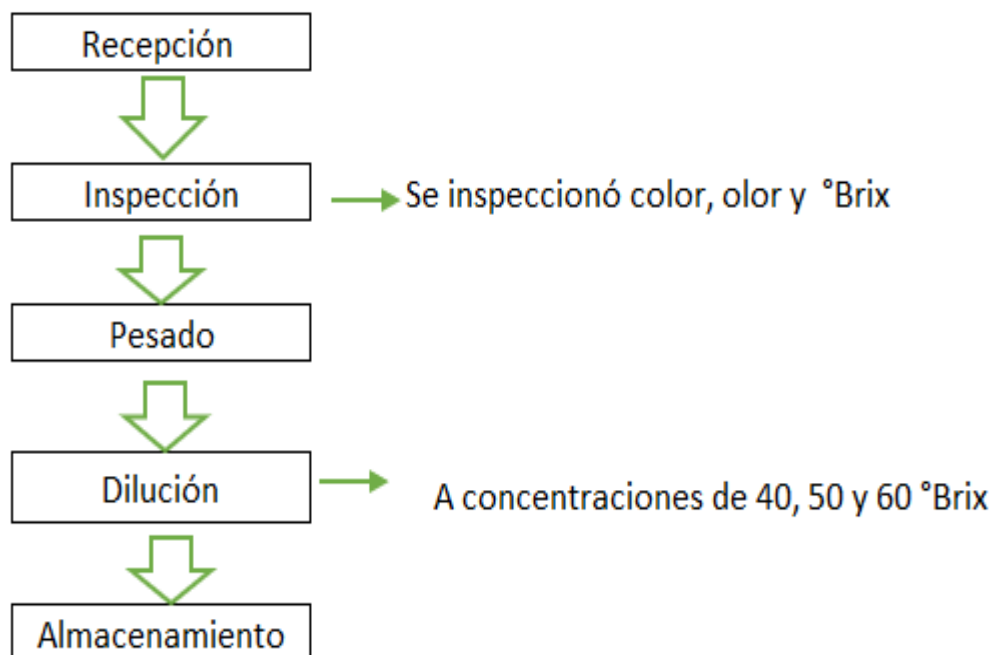 Recepción
Inspección
Se inspeccionó color, olor y °Brix
Pesado
Dilución
A concentraciones de 40, 50 y 60 °Brix
Almacenamiento